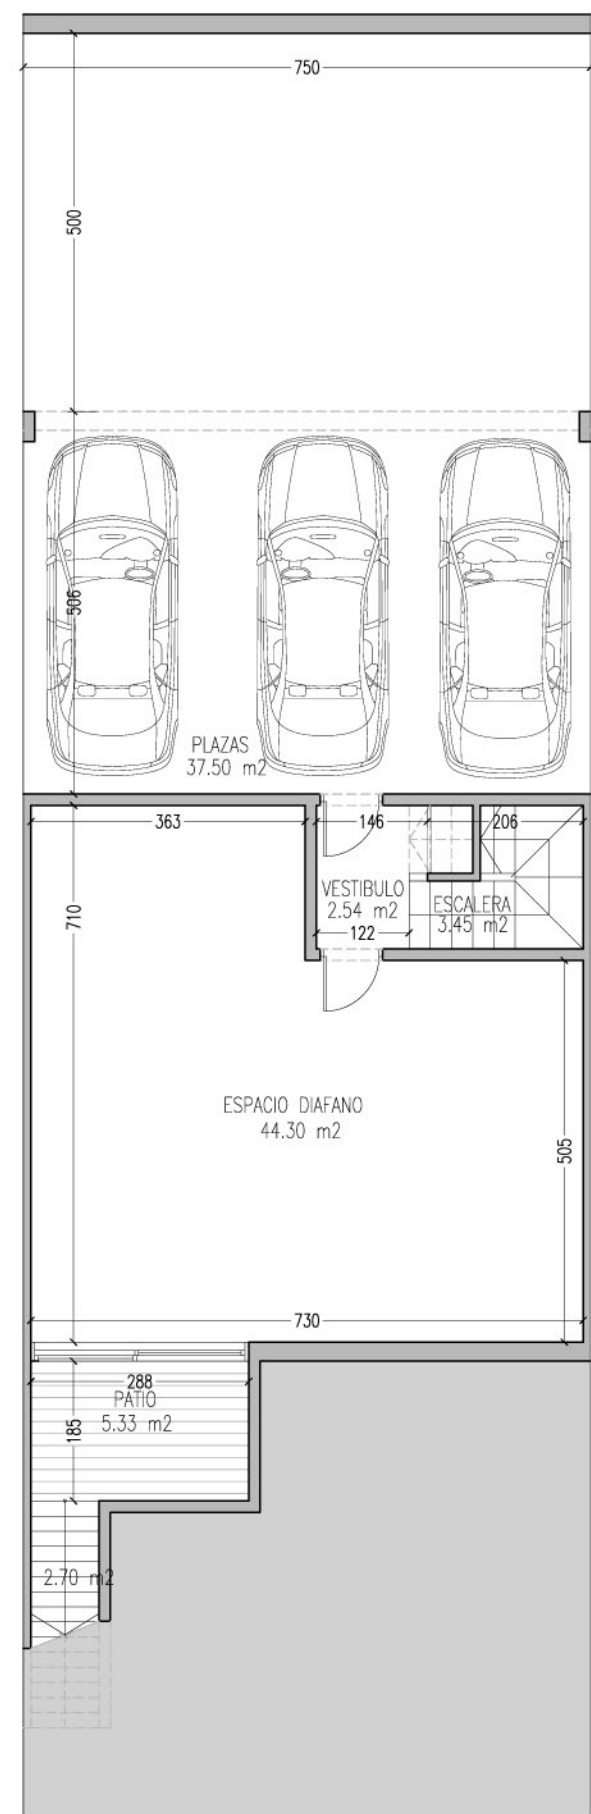 750
500
506
PLAZAS
37.50 m2
363
146
206
710
VESTIBULO
2.54 m2
ESCALERA
3.45 m2
122
ESPACIO DIAFANO
44.30 m2
505
730
288
PATIO
5.33 m2
185
2.70 m2